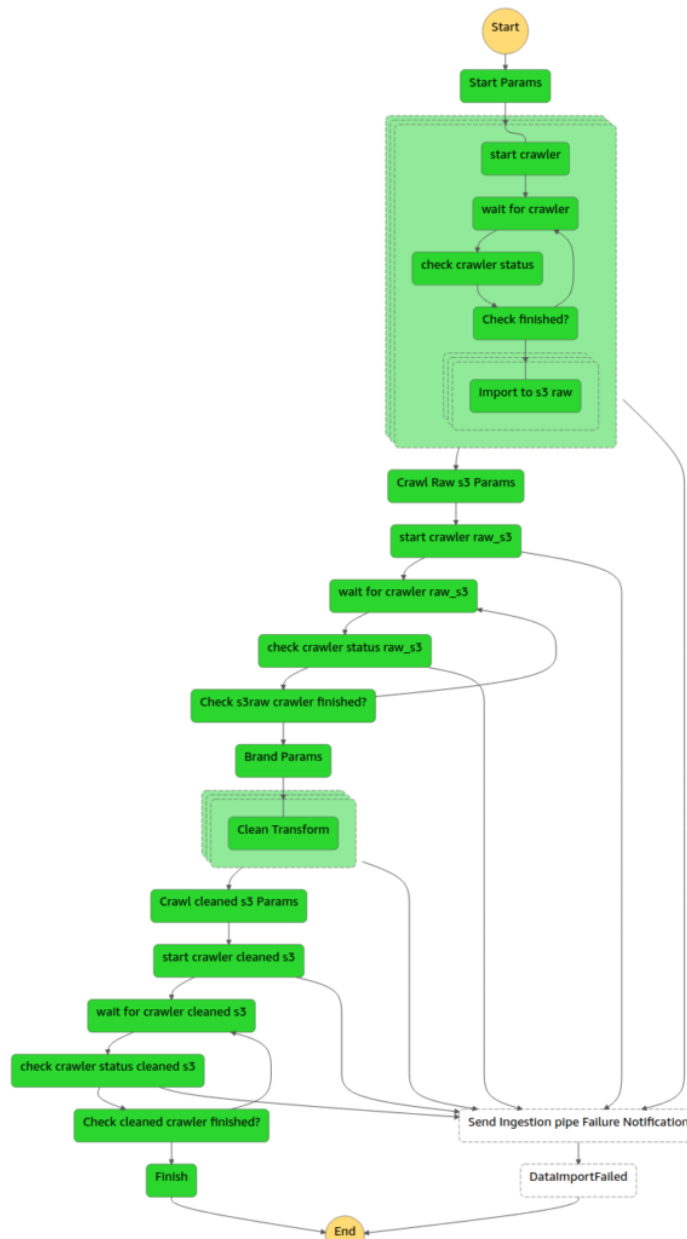 Start
Start Params
start crawler
wait for crawler
check crawler status
Check finished?
Import to s3 raw
Crawl Raw s3 Params
start crawler raw_s3
wait for crawler raw_s3
check crawler status raw_s3
Check s3raw crawler finished?
Brand Params
Clean Transform
Crawl cleaned s3 Params
start crawler cleaned s3
wait for crawler cleaned s3
check crawler status cleaned s3
Check cleaned crawler finished?
Send Ingestion pipe Failure Notification
Finish
DataImportFailed
End